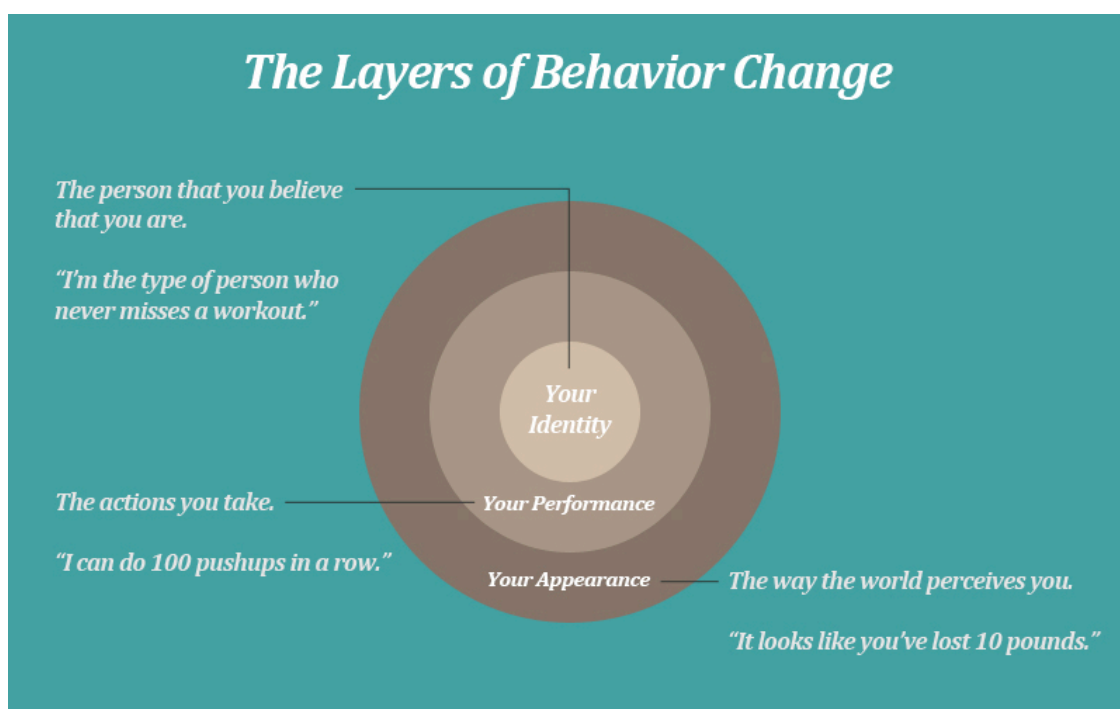 The Layers of Behavior Change
The person that you believe
that you are.
“I’m the type of person who
never misses a workout.”
Your
Identity
The actions you take.
Your Performance
“I can do 100 pushups in a row.”
Your Appearance
The way the world perceives you.
“It looks like you’ve lost 10 pounds.”